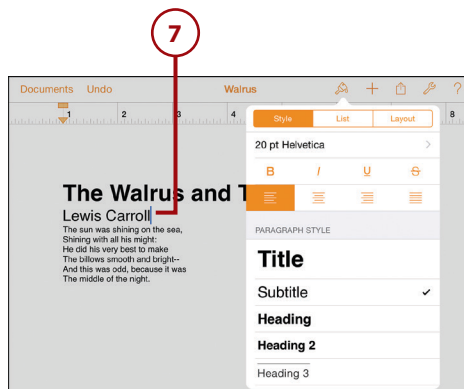 7
Documents Undo Walrus ?
1 2 3 4 8
Style List Layout
20 pt Helvetica
B I U S
The Walrus and T
Lewis Carroll
The sun was shining on the sea,
Shining with all his might:
He did his very best to make
The billows smooth and bright--
And this was odd, because it was
The middle of the night.
PARAGRAPH STYLE
Title
Subtitle
Heading
Heading 2
Heading 3